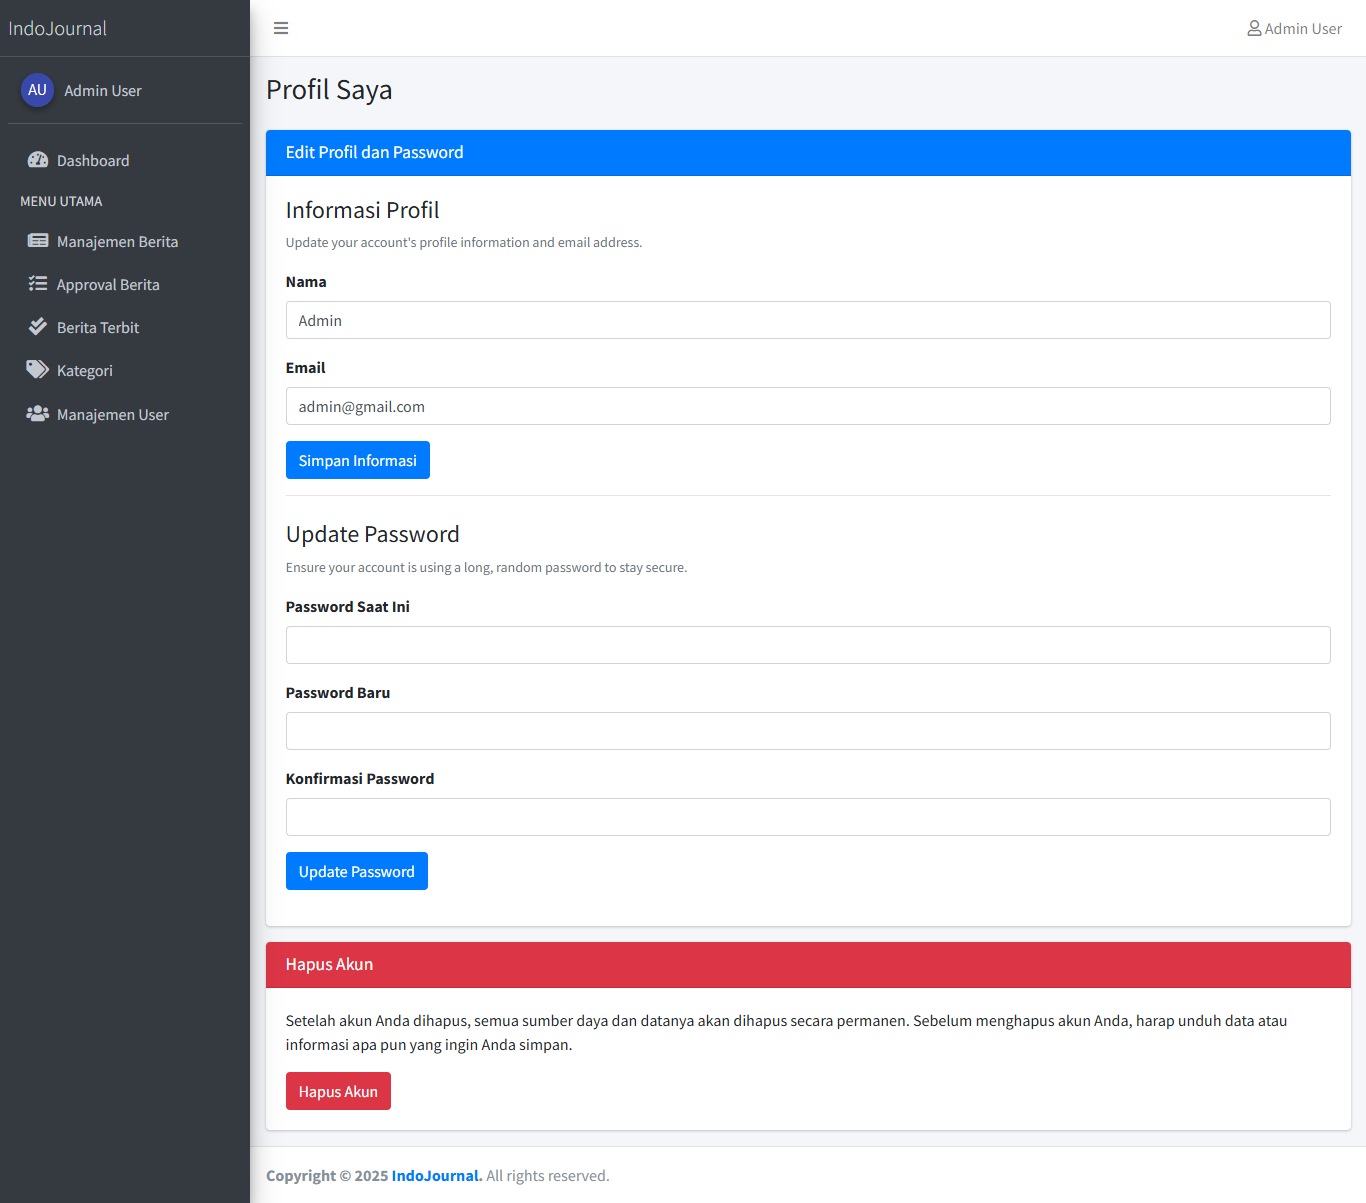 IndoJournal
Admin User
AU
Admin User
Dashboard
MENU UTAMA
Manajemen Berita
Approval Berita
Berita Terbit
Kategori
Manajemen User
Profil Saya
Edit Profil dan Password
Informasi Profil
Update your account's profile information and email address.
Nama
Admin
Email
admin@gmail.com
Simpan Informasi
Update Password
Ensure your account is using a long, random password to stay secure.
Password Saat Ini
Password Baru
Konfirmasi Password
Update Password
Hapus Akun
Setelah akun Anda dihapus, semua sumber daya dan datanya akan dihapus secara permanen. Sebelum menghapus akun Anda, harap unduh data atau
informasi apa pun yang ingin Anda simpan.
Hapus Akun
Copyright © 2025 IndoJournal. All rights reserved.